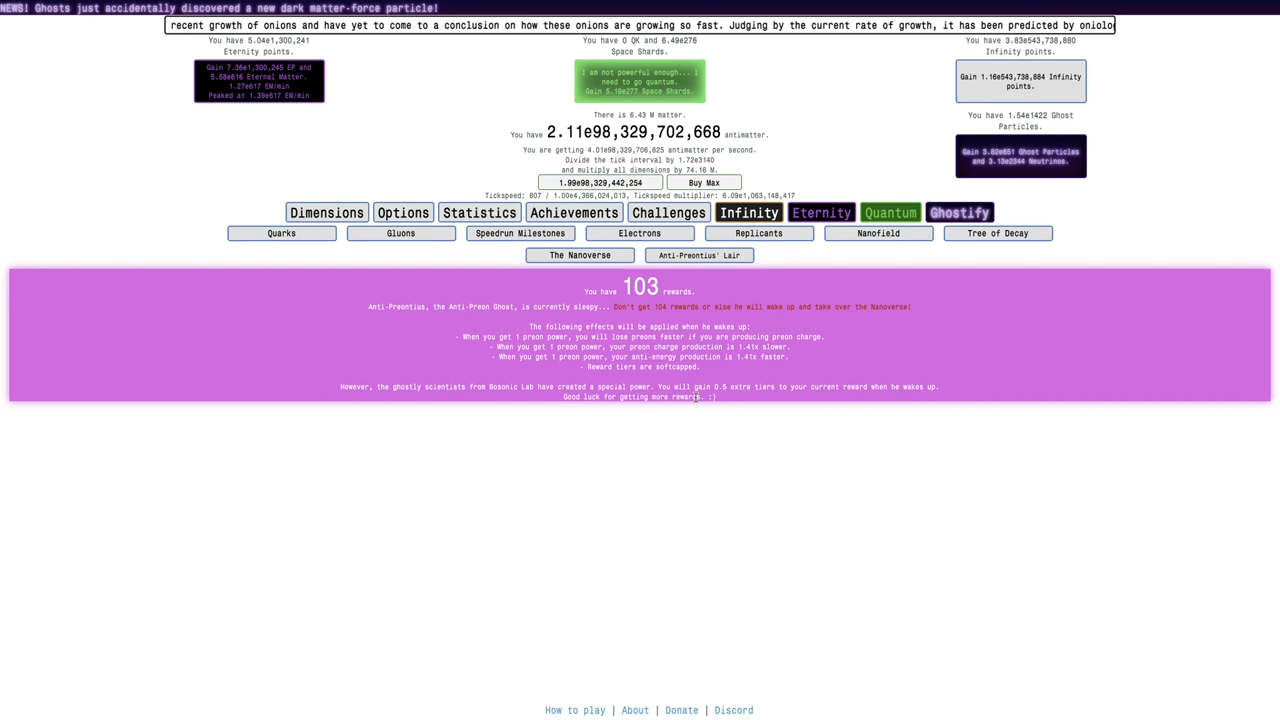 NEWS! Ghosts just accidentally discovered a new dark matter-force particle!
recent growth of onions and have yet to come to a conclusion on how these onions are growing so fast. Judging by the current rate of growth, it has been predicted by oniolo
You have 5.04e1,300,241
Eternity points.
Gain 7.36e1,300,245 EP and
5.58e616 Eternal Matter.
1.27e617 EM/min
Peaked at 1.39e617 EM/min
You have 0 QK and 6.49e276
Space Shards.
I am not powerful enough... I
need to go quantum.
Gain 5.19e277 Space Shards.
You have 3.83e543,738,880
Infinity points.
Gain 1.16e543,738,884 Infinity
points.
You have 1.54e1422 Ghost
Particles.
Gain 3.82e651 Ghost Particles
and 3.13e2344 Neutrinos.
There is 6.43 M matter.
You have 2.11e98,329,702,668 antimatter.
You are getting 4.01e98,329,706,625 antimatter per second.
Divide the tick interval by 1.72e3140
and multiply all dimensions by 74.16 M.
1.99e98,329,442,254
Buy Max
Tickspeed: 807 / 1.00e4,366,024,013, Tickspeed multiplier: 6.09e1,063,148,417
Dimensions
Options
Statistics
Achievements
Challenges
Infinity
Eternity
Quantum
Ghostify
Quarks
Gluons
Speedrun Milestones
Electrons
Replicants
Nanofield
Tree of Decay
The Nanoverse
Anti-Preontius' Lair
You have 103 rewards.
Anti-Preontius, the Anti-Preon Ghost, is currently sleepy... Don't get 104 rewards or else he will wake up and take over the Nanoverse!
The following effects will be applied when he wakes up:
- When you get 1 preon power, you will lose preons faster if you are producing preon charge.
- When you get 1 preon power, your preon charge production is 1.41x slower.
- When you get 1 preon power, your anti-energy production is 1.41x faster.
- Reward tiers are softcapped.
However, the ghostly scientists from Bosonic Lab have created a special power. You will gain 0.5 extra tiers to your current reward when he wakes up.
Good luck for getting more rewards. :)
How to play | About | Donate | Discord